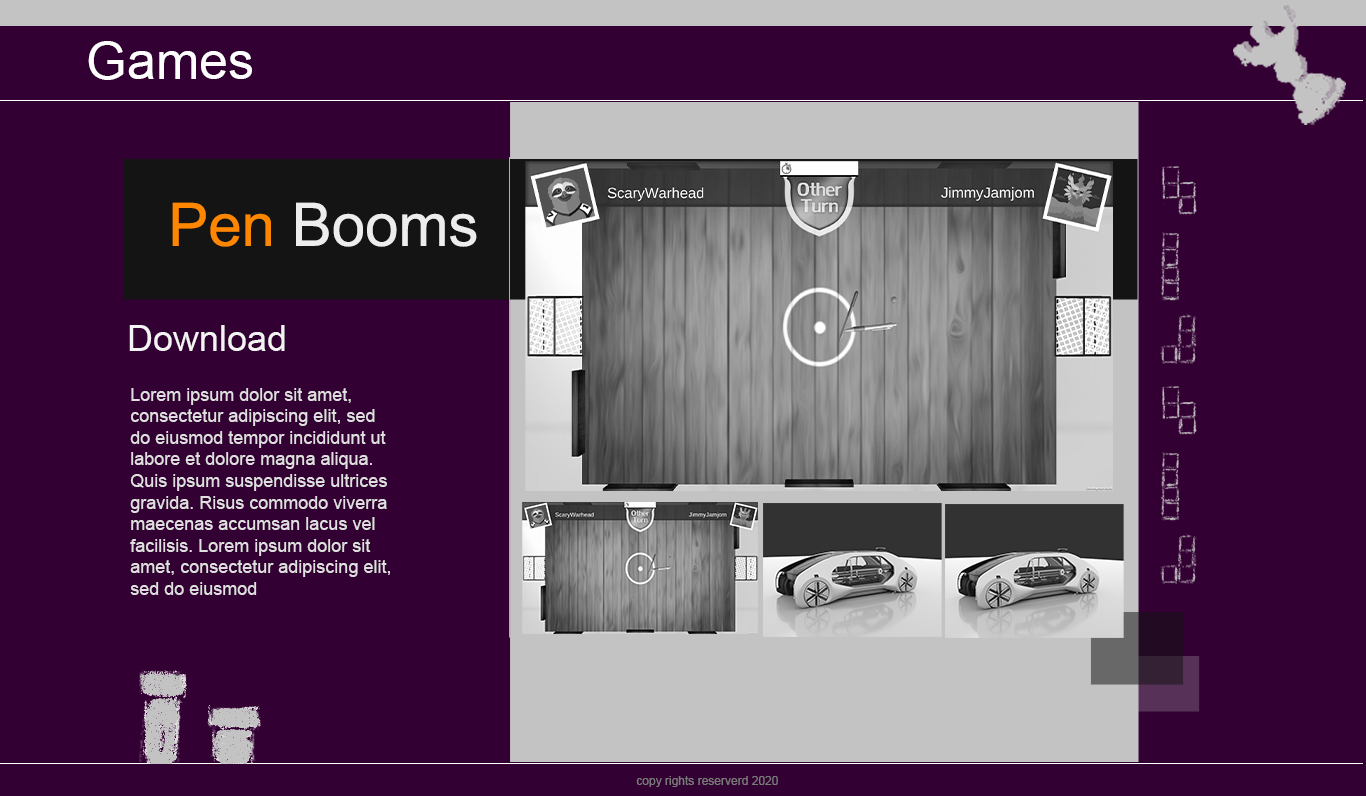 Games
Pen Booms
ScaryWarhead
Other
Turn
JimmyJamjom
Download
Lorem ipsum dolor sit amet,
consectetur adipiscing elit, sed
do eiusmod tempor incididunt ut
labore et dolore magna aliqua.
Quis ipsum suspendisse ultrices
gravida. Risus commodo viverra
maecenas accumsan lacus vel
facilisis. Lorem ipsum dolor sit
amet, consectetur adipiscing elit,
sed do eiusmod
ScaryWarhead
Other
Turn
JimmyJamjom
copy rights reserverd 2020